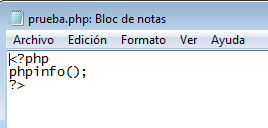 prueba.php: Bloc de notas
Archivo Edición Formato Ver Ayuda
<?php
phpinfo();
?>